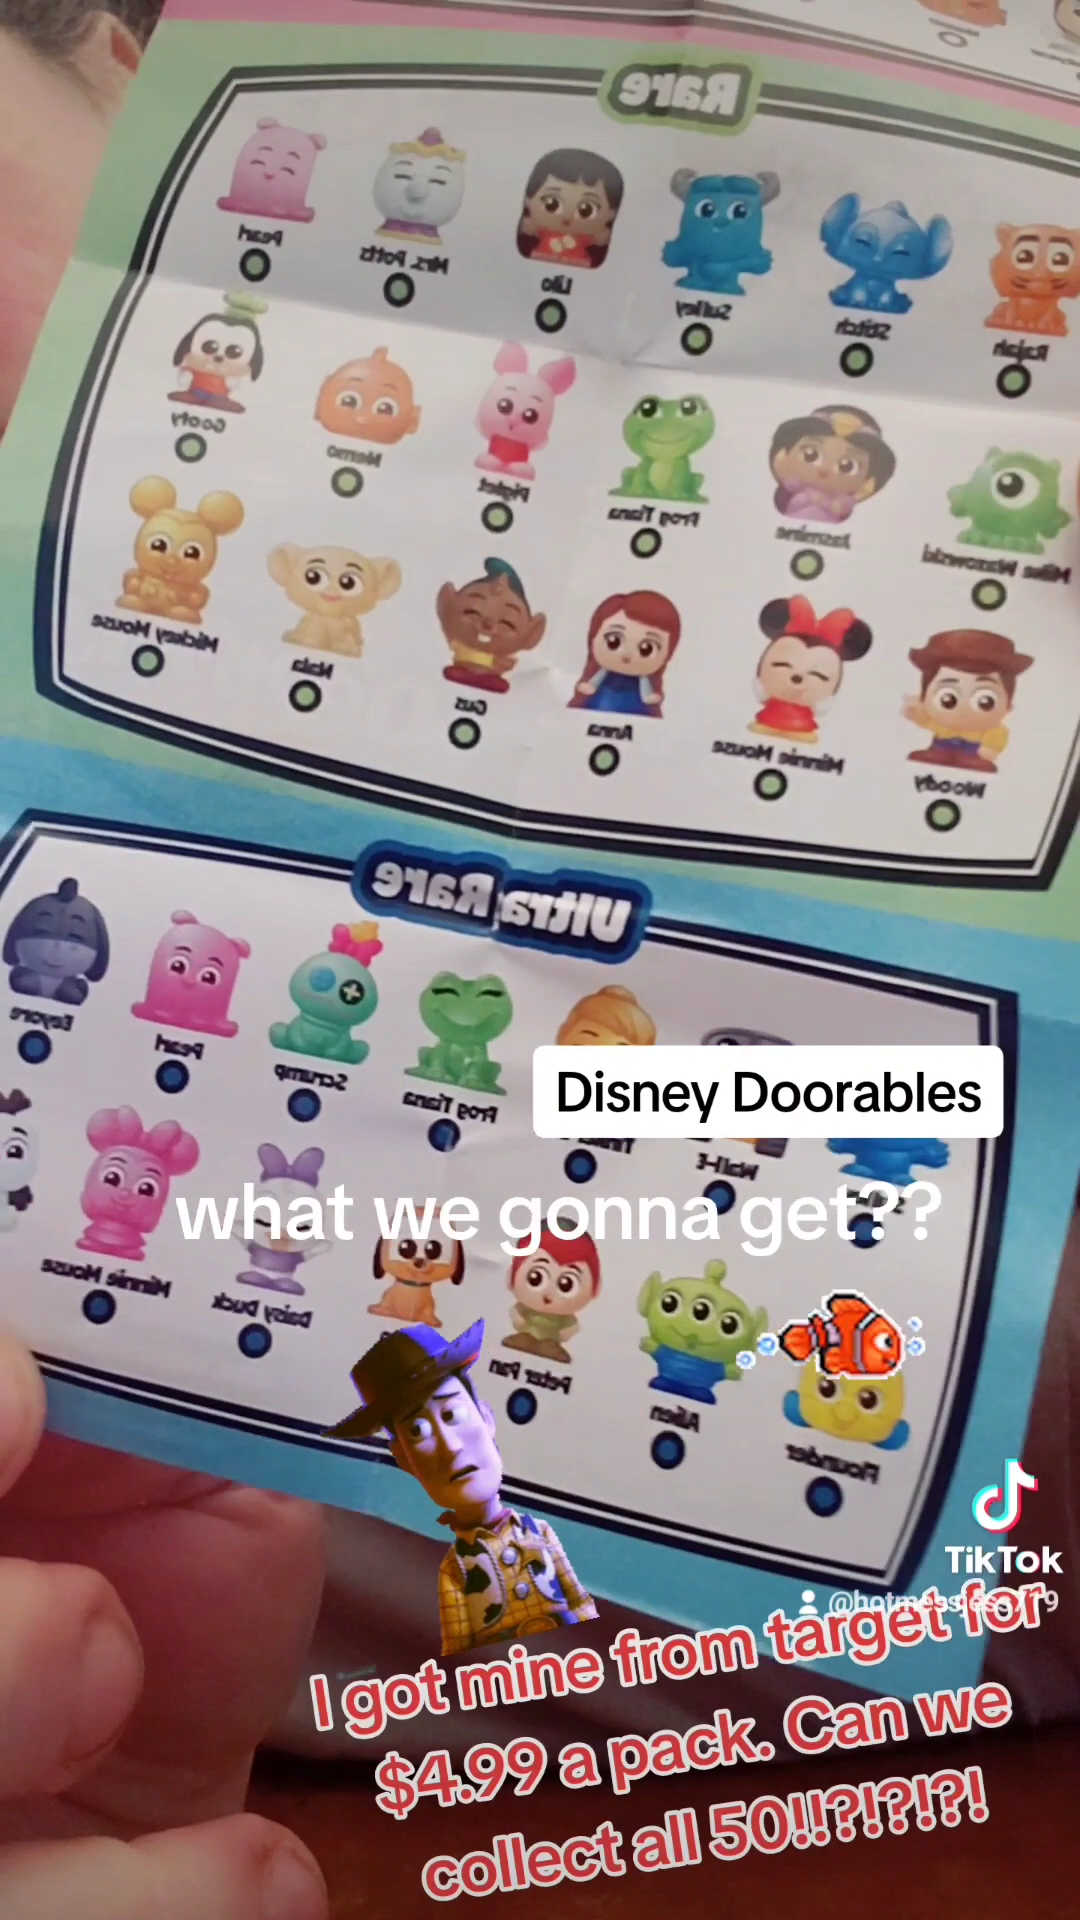 Rare
Pearl
Mrs. Potts
Lilo
Sulley
Stitch
Rajah
Goofy
Nemo
Piglet
Frog Tiana
Jasmine
Mike Wazowski
Mickey Mouse
Nala
Gus
Anna
Minnie Mouse
Woody
Ultra Rare
Eeyore
Pearl
Scrump
Frog Tiana
Wall-E
Disney Doorables
what we gonna get??
Minnie Mouse
Daisy Duck
Peter Pan
Alien
Flounder
TikTok
I got mine from target for
$4.99 a pack. Can we
collect all 50!!?!?!?!